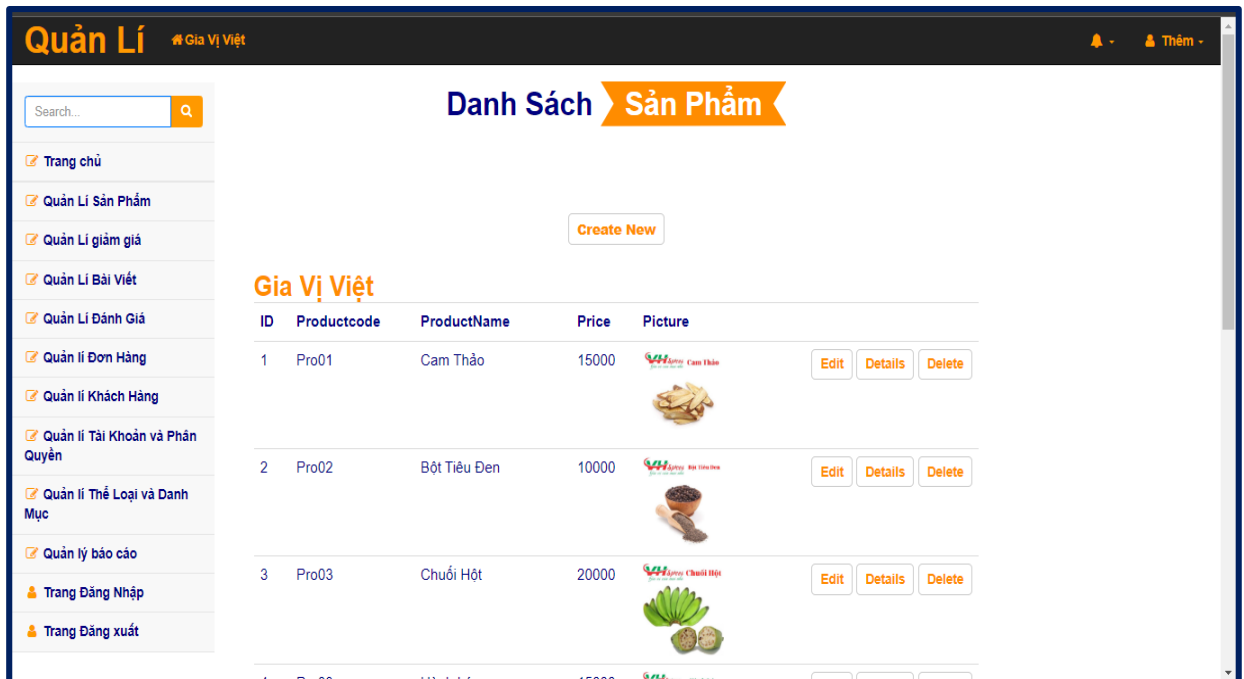 Quản Lí
Gia Vị Việt
Thêm
Search...
Trang chủ
Quản Lí Sản Phẩm
Quản Lí giảm giá
Quản Lí Bài Viết
Quản Lí Đánh Giá
Quản lí Đơn Hàng
Quản lí Khách Hàng
Quản lí Tài Khoản và Phân
Quyền
Quản lí Thể Loại và Danh
Mục
Quản lý báo cáo
Trang Đăng Nhập
Trang Đăng xuất
Danh Sách Sản Phẩm
Create New
Gia Vị Việt
ID Productcode ProductName Price Picture
1 Pro01 Cam Thảo 15000 Edit Details Delete
VH Cam Thảo
2 Pro02 Bột Tiêu Đen 10000 Edit Details Delete
VH Bột Tiêu Đen
3 Pro03 Chuối Hột 20000 Edit Details Delete
VH Chuối Hột